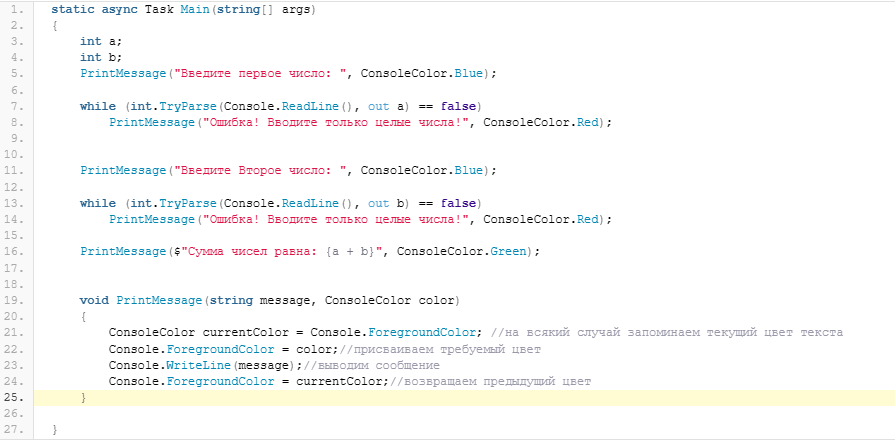 1. static async Task Main(string[] args)
2. {
3.     int a;
4.     int b;
5.     PrintMessage("Введите первое число: ", ConsoleColor.Blue);
6.
7.     while (int.TryParse(Console.ReadLine(), out a) == false)
8.         PrintMessage("Ошибка! Вводите только целые числа!", ConsoleColor.Red);
9.
10.
11.     PrintMessage("Введите Второе число: ", ConsoleColor.Blue);
12.
13.     while (int.TryParse(Console.ReadLine(), out b) == false)
14.         PrintMessage("Ошибка! Вводите только целые числа!", ConsoleColor.Red);
15.
16.     PrintMessage($"Сумма чисел равна: {a + b}", ConsoleColor.Green);
17.
18.
19.     void PrintMessage(string message, ConsoleColor color)
20.     {
21.         ConsoleColor currentColor = Console.ForegroundColor; //на всякий случай запоминаем текущий цвет текста
22.         Console.ForegroundColor = color;//присваиваем требуемый цвет
23.         Console.WriteLine(message);//выводим сообщение
24.         Console.ForegroundColor = currentColor;//возвращаем предыдущий цвет
25.     }
26.
27. }